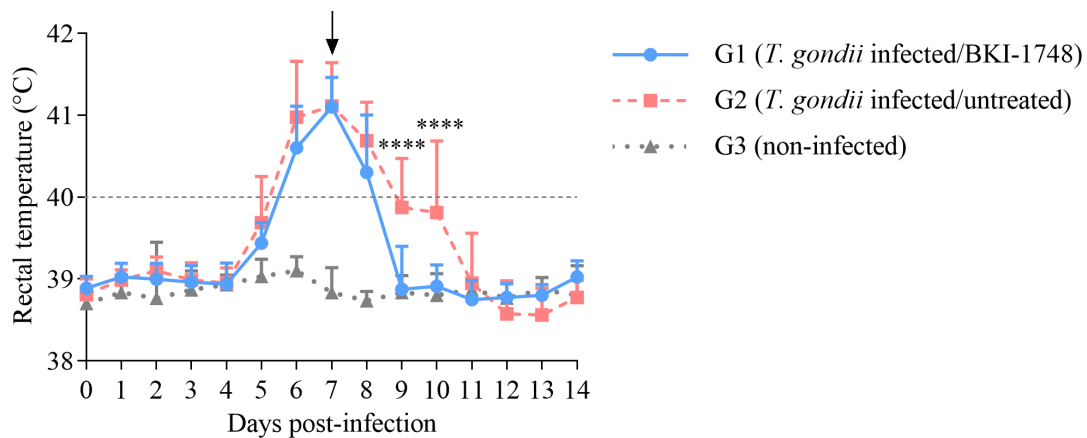 42
41
40
39
38
Rectal temperature (°C)
****
****
0 1 2 3 4 5 6 7 8 9 10 11 12 13 14
Days post-infection
G1 (T. gondii infected/BKI-1748)
G2 (T. gondii infected/untreated)
G3 (non-infected)